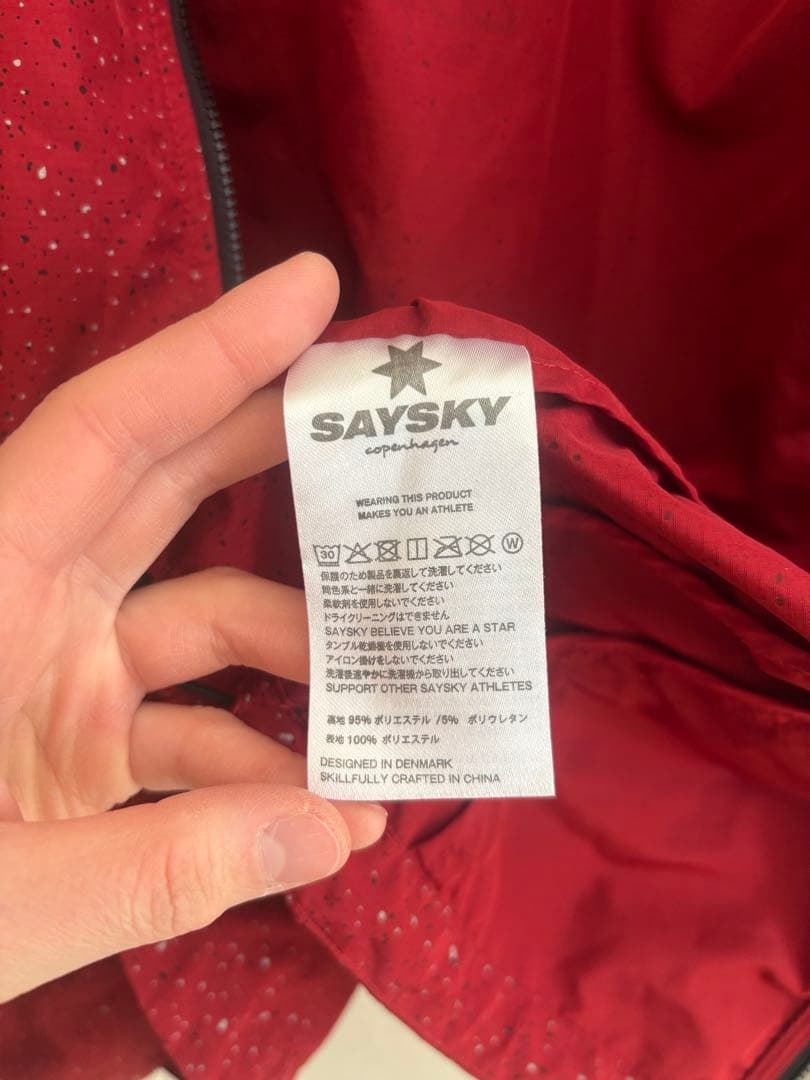 SAYSKY
copenhagen
WEARING THIS PRODUCT
MAKES YOU AN ATHLETE
30 W
保護のため製品を裏返して洗濯してください
同色系と一緒に洗濯してください
柔軟剤を使用しないでください
ドライクリーニングはできません
SAYSKY BELIEVE YOU ARE A STAR
タンブル乾燥機を使用しないでください
アイロン掛けをしないでください
洗濯後速やかに洗濯機から取り出してください
SUPPORT OTHER SAYSKY ATHLETES
裏地 95% ポリエステル /5% ポリウレタン
表地 100% ポリエステル
DESIGNED IN DENMARK
SKILLFULLY CRAFTED IN CHINA